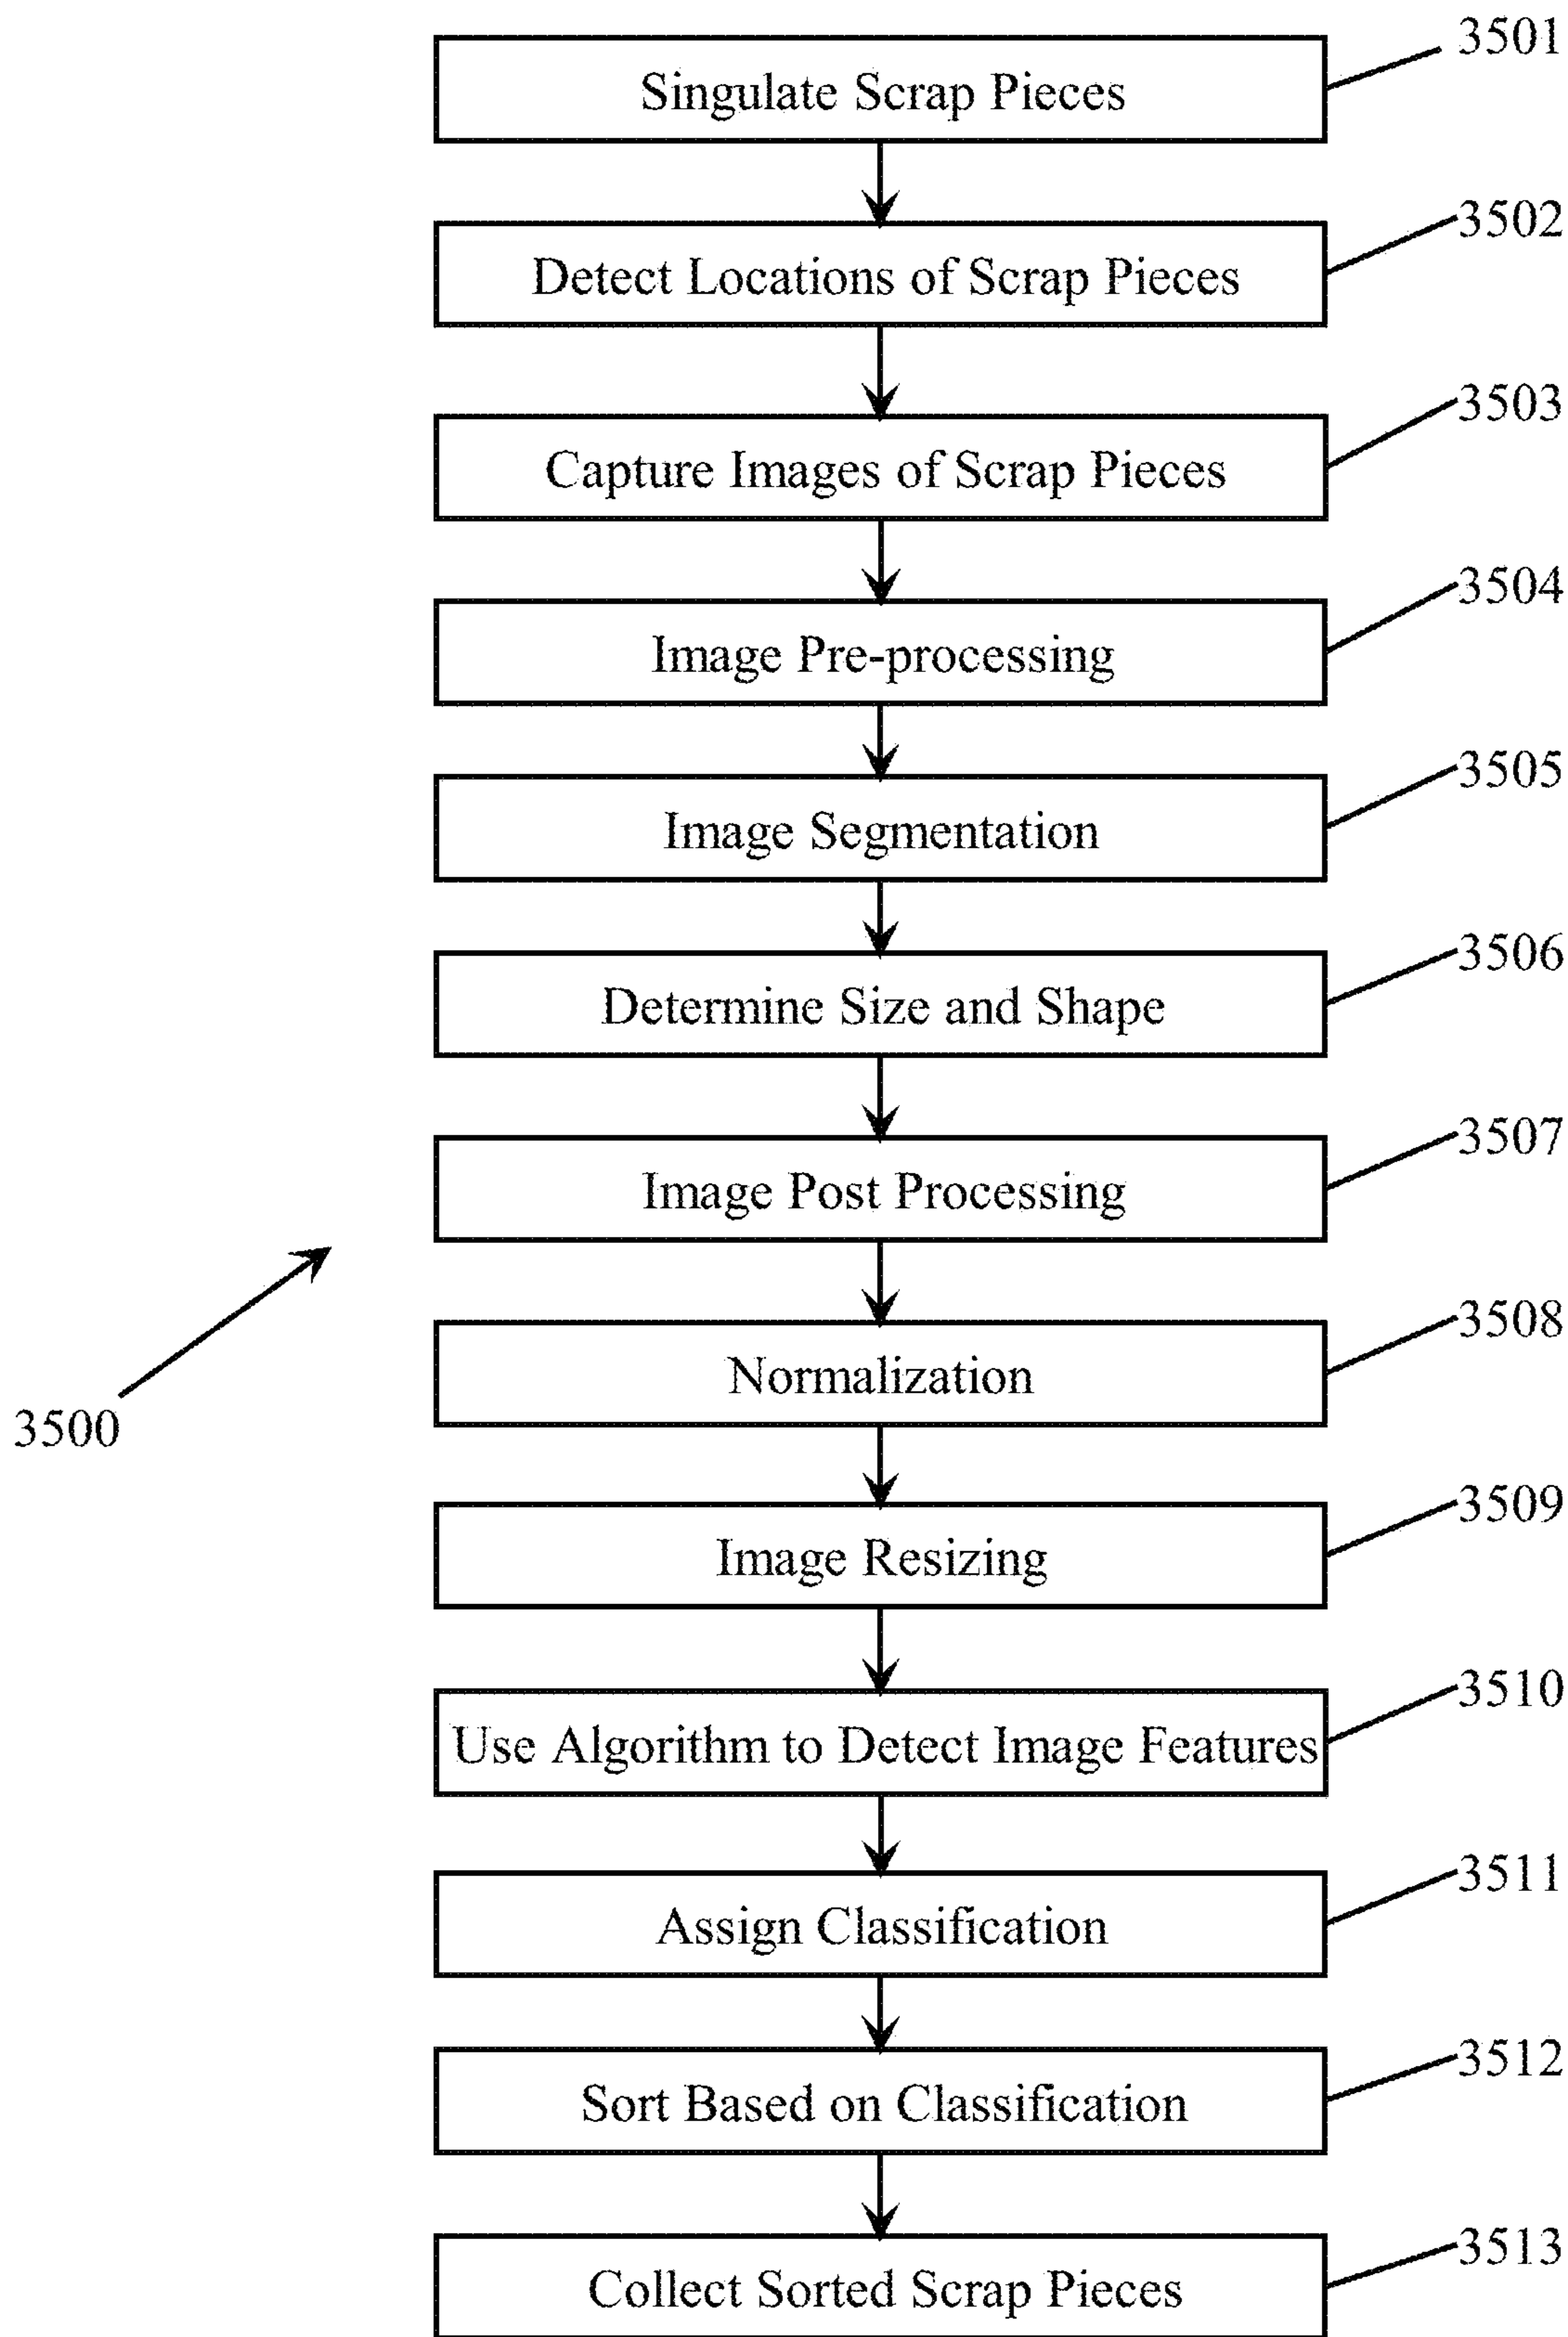 3501
Singulate Scrap Pieces
3502
Detect Locations of Scrap Pieces
3503
Capture Images of Scrap Pieces
3504
Image Pre-processing
3505
Image Segmentation
3506
Determine Size and Shape
3507
Image Post Processing
3508
Normalization
3500
3509
Image Resizing
3510
Use Algorithm to Detect Image Features
3511
Assign Classification
3512
Sort Based on Classification
3513
Collect Sorted Scrap Pieces